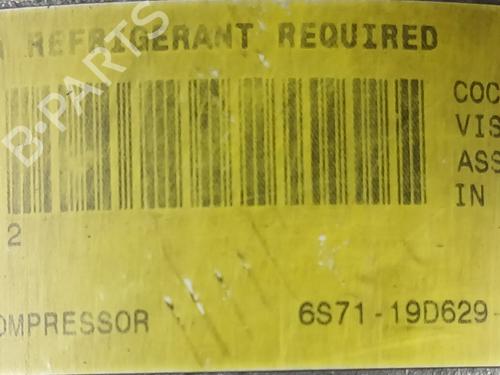 A REFRIGERANT REQUIRED
COC
VIS
ASS
IN
2
OMPRESSOR 6S71-19D629-
B-PARTS